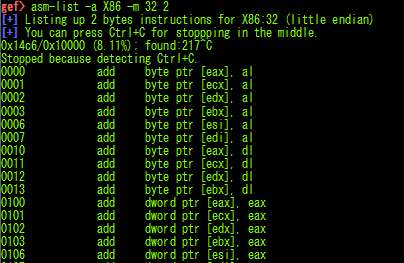 gef> asm-list -a X86 -m 32 2
[+] Listing up 2 bytes instructions for X86:32 (little endian)
[+] You can press Ctrl+C for stoppping in the middle.
0x14c6/0x10000 (8.11%); found:217^C
Stopped because detecting Ctrl+C.
0000 add byte ptr [eax], al
0001 add byte ptr [ecx], al
0002 add byte ptr [edx], al
0003 add byte ptr [ebx], al
0006 add byte ptr [esi], al
0007 add byte ptr [edi], al
0010 add byte ptr [eax], dl
0011 add byte ptr [ecx], dl
0012 add byte ptr [edx], dl
0013 add byte ptr [ebx], dl
0100 add dword ptr [eax], eax
0101 add dword ptr [ecx], eax
0102 add dword ptr [edx], eax
0103 add dword ptr [ebx], eax
0106 add dword ptr [esi], eax